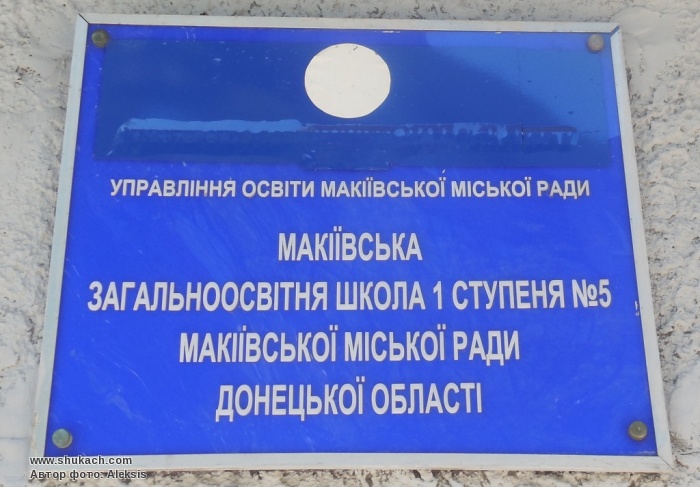 УПРАВЛІННЯ ОСВІТИ МАКІЇВСЬКОЇ МІСЬКОЇ РАДИ
МАКІЇВСЬКА
ЗАГАЛЬНООСВІТНЯ ШКОЛА 1 СТУПЕНЯ №5
МАКІЇВСЬКОЇ МІСЬКОЇ РАДИ
ДОНЕЦЬКОЇ ОБЛАСТІ
www.shukach.com
Автор фото: Aleksis